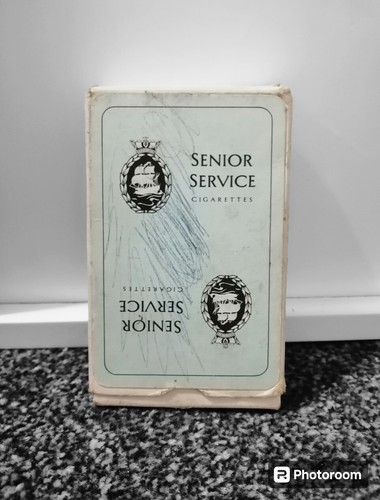 SENIOR
SERVICE
CIGARETTES
SENIOR
SERVICE
CIGARETTES
Photoroom